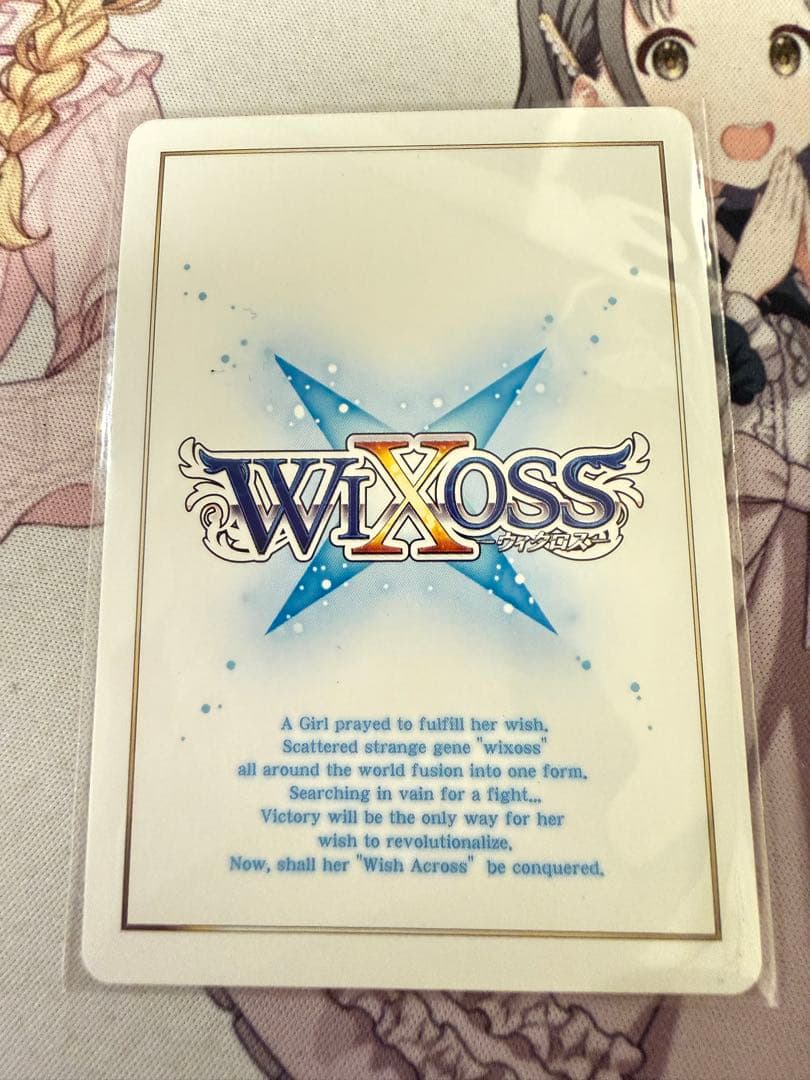 WIXOSS
-ウィクロス-
A Girl prayed to fulfill her wish.
Scattered strange gene "wixoss"
all around the world fusion into one form.
Searching in vain for a fight...
Victory will be the only way for her
wish to revolutionalize.
Now, shall her "Wish Across" be conquered.